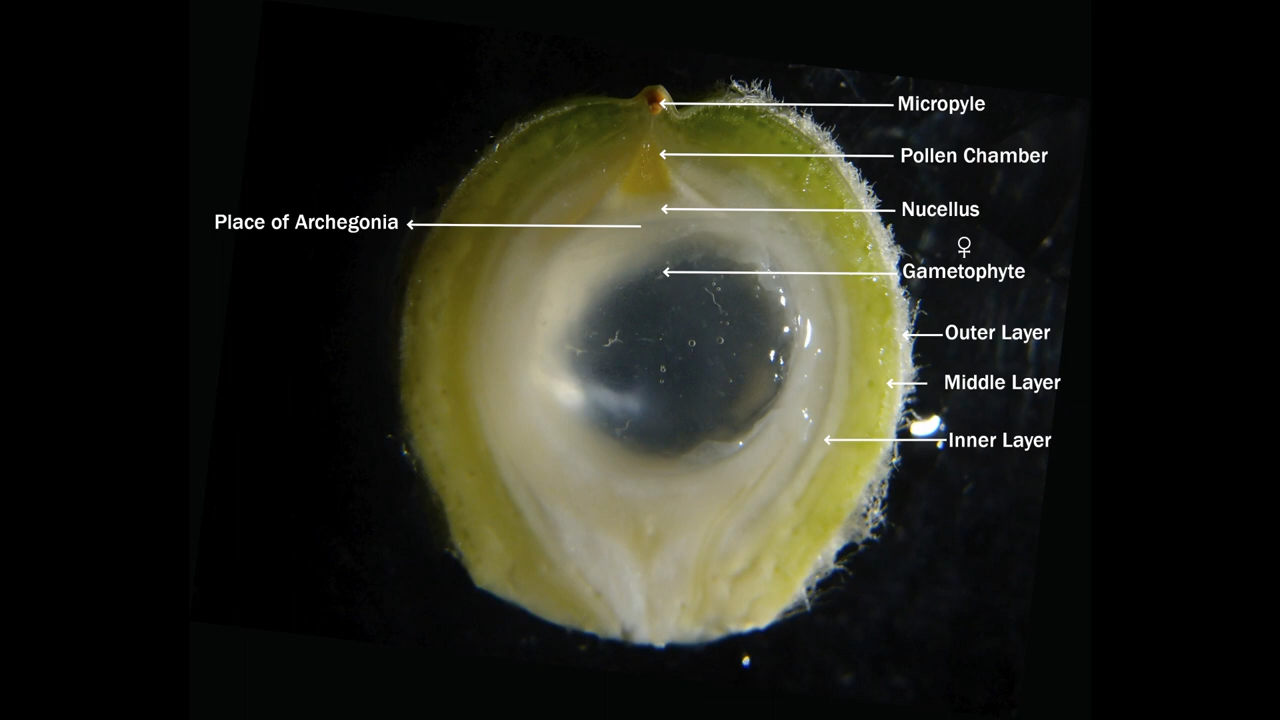 Micropyle
Pollen Chamber
Nucellus
Place of Archegonia
♀
Gametophyte
Outer Layer
Middle Layer
Inner Layer